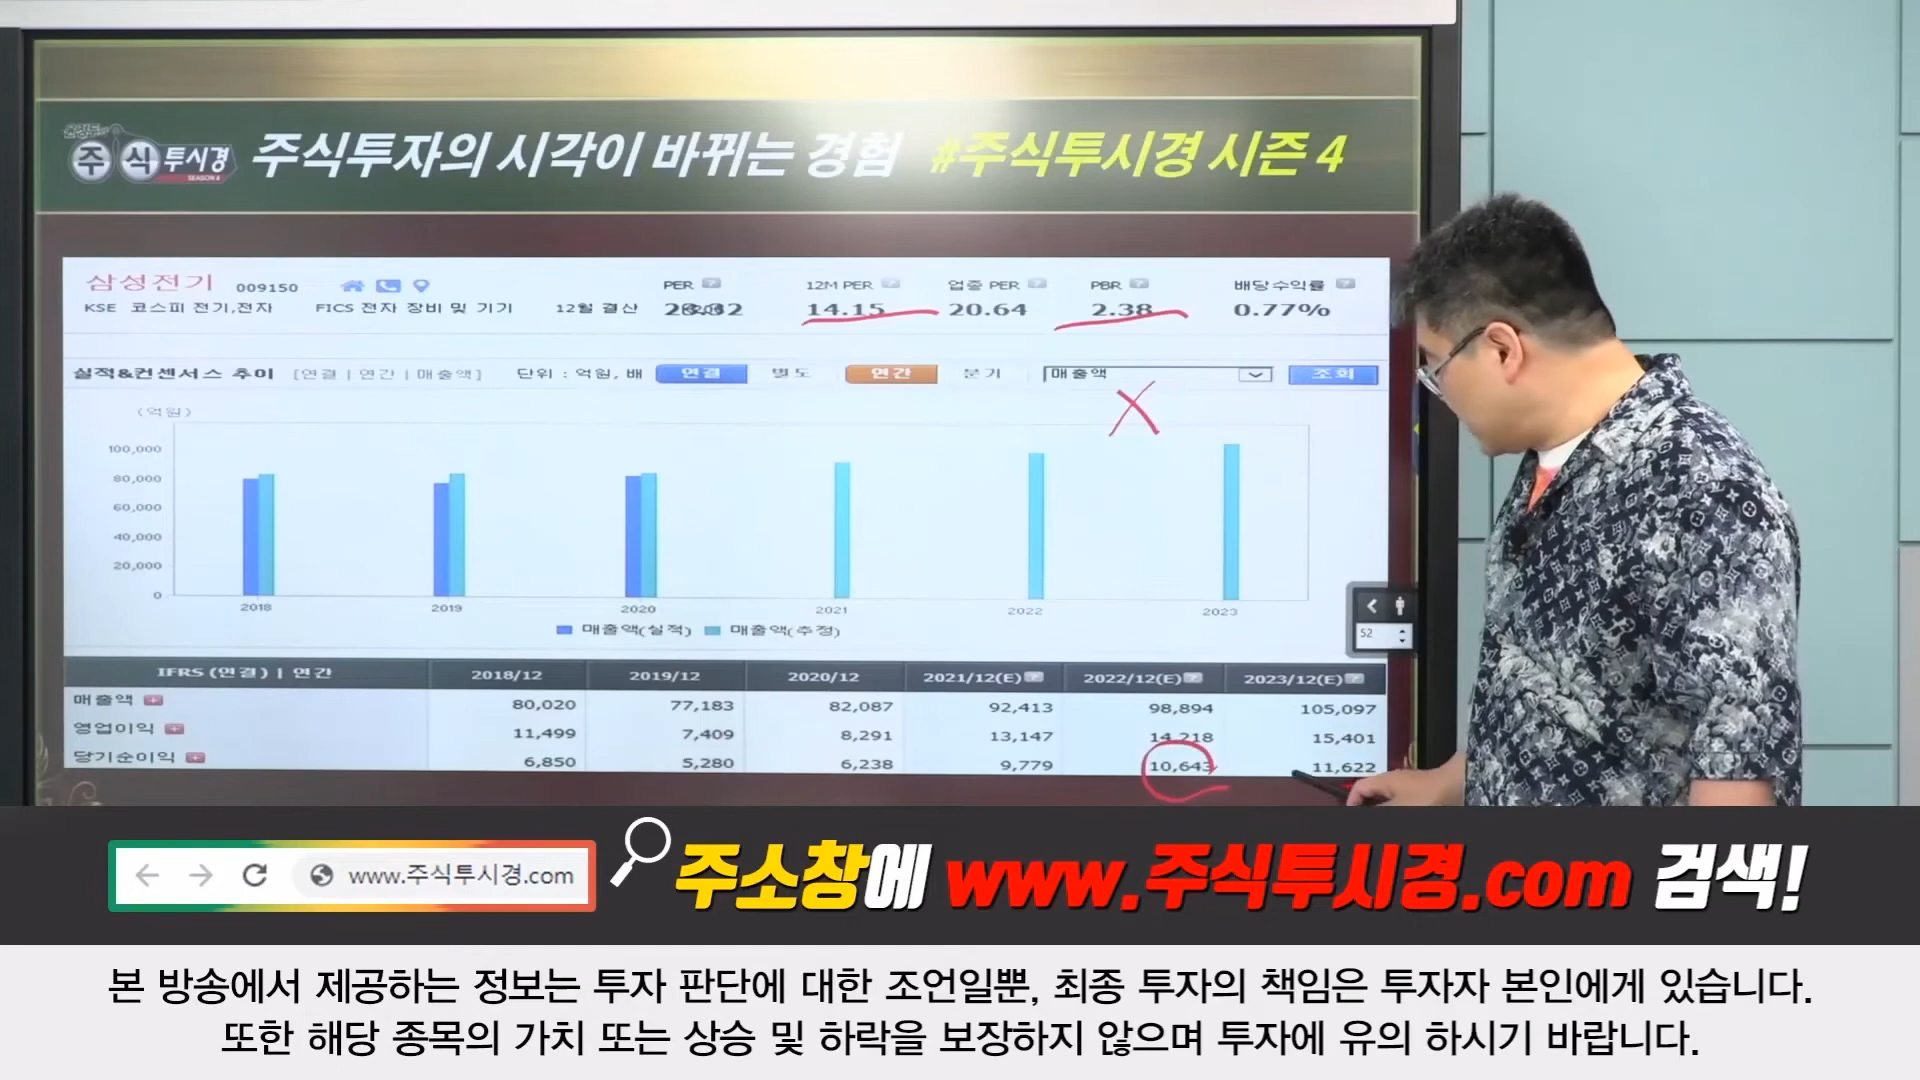 주식투시경 SEASON 4
주식투자의 시각이 바뀌는 경험 #주식투시경 시즌 4
삼성전기 009150
KSE 코스피 전기,전자 FICS 전자 장비 및 기기 12월 결산
PER 12M PER 업종 PER PBR 배당수익률
14.15 20.64 2.38 0.77%
실적&컨센서스 추이 [연결 | 연간 | 매출액] 단위 : 억원, 배 연결 별도 연간 분기 매출액 조회
(억원)
100,000
80,000
60,000
40,000
20,000
0
2018 2019 2020 2021 2022 2023
매출액(실적) 매출액(추정)
52
IFRS (연결) | 연간 2018/12 2019/12 2020/12 2021/12(E) 2022/12(E) 2023/12(E)
매출액 80,020 77,183 82,087 92,413 98,894 105,097
영업이익 11,499 7,409 8,291 13,147 14,218 15,401
당기순이익 6,850 5,280 6,238 9,779 10,643 11,622
www.주식투시경.com
주소창에 www.주식투시경.com 검색!
본 방송에서 제공하는 정보는 투자 판단에 대한 조언일뿐, 최종 투자의 책임은 투자자 본인에게 있습니다.
또한 해당 종목의 가치 또는 상승 및 하락을 보장하지 않으며 투자에 유의 하시기 바랍니다.